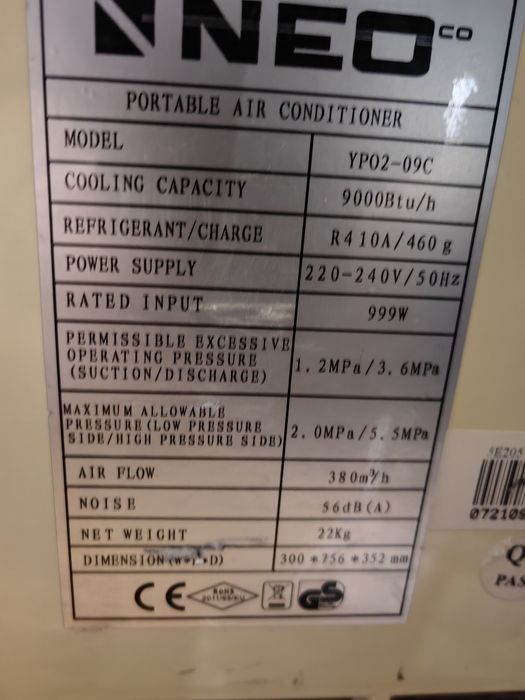 NEO CO
PORTABLE AIR CONDITIONER
MODEL YP02-09C
COOLING CAPACITY 9000Btu/h
REFRIGERANT/CHARGE R410A/460g
POWER SUPPLY 220-240V/50Hz
RATED INPUT 999W
PERMISSIBLE EXCESSIVE
OPERATING PRESSURE
(SUCTION/DISCHARGE) 1.2MPa/3.6MPa
MAXIMUM ALLOWABLE
PRESSURE(LOW PRESSURE
SIDE/HIGH PRESSURE SIDE) 2.0MPa/5.5MPa
AIR FLOW 380m³/h
NOISE 56dB(A)
NET WEIGHT 22Kg
DIMENSION 300*756*352 mm
CE RoHS GS